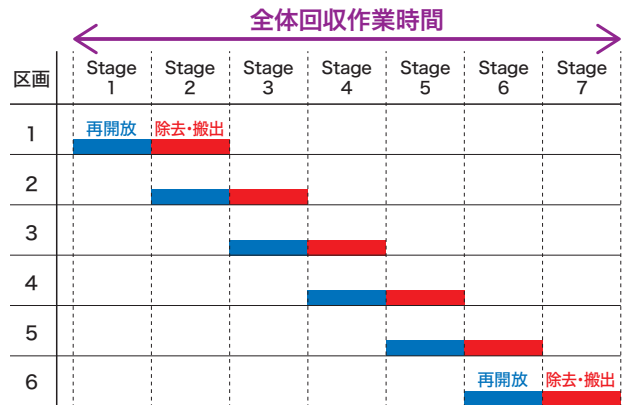 全体回収作業時間
区画 Stage 1 Stage 2 Stage 3 Stage 4 Stage 5 Stage 6 Stage 7
1 再開放 除去・搬出
2
3
4
5
6 再開放 除去・搬出